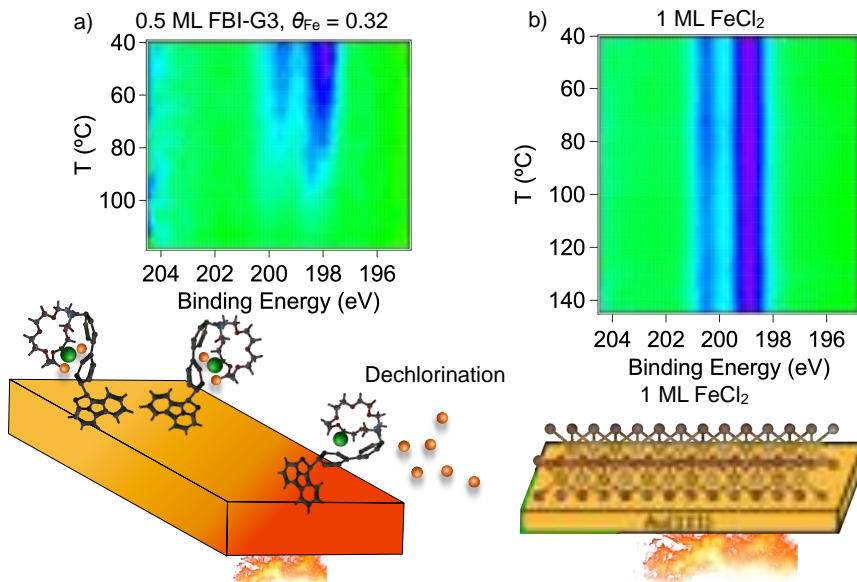 a) 0.5 ML FBI-G3, θFe = 0.32
40
60
80
100
T (ºC)
204 202 200 198 196
Binding Energy (eV)
b) 1 ML FeCl2
40
60
80
100
120
140
T (ºC)
204 202 200 198 196
Binding Energy (eV)
Dechlorination
1 ML FeCl2
Au(111)